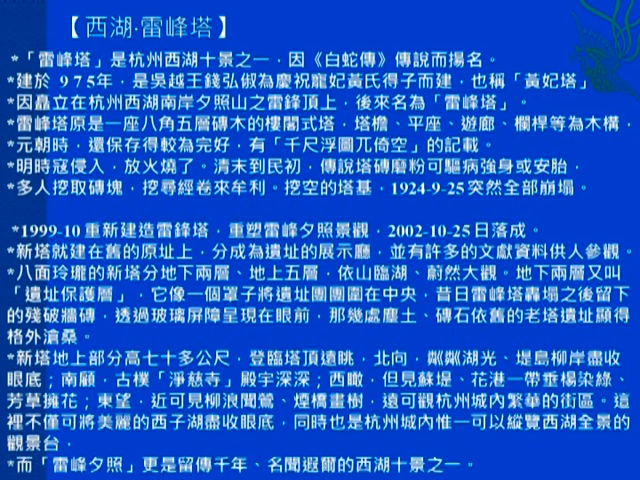 【西湖·雷峰塔】
*「雷峰塔」是杭州西湖十景之一，因《白蛇傳》傳說而揚名。
*建於 975年，是吳越王錢弘俶為慶祝寵妃黃氏得子而建，也稱「黃妃塔」
*因矗立在杭州西湖南岸夕照山之雷鋒頂上，後來名為「雷峰塔」。
*雷峰塔原是一座八角五層磚木的樓閣式塔，塔檐、平座、遊廊、欄桿等為木構，
*元朝時，還保存得較為完好，有「千尺浮圖兀倚空」的記載。
*明時寇侵入，放火燒了。清末到民初，傳說塔磚磨粉可驅病強身或安胎，
*多人挖取磚塊，挖尋經卷來牟利。挖空的塔基，1924-9-25突然全部崩塌。
*1999-10重新建造雷鋒塔，重塑雷峰夕照景觀，2002-10-25日落成。
*新塔就建在舊的原址上，分成為遺址的展示廳，並有許多的文獻資料供人參觀。
*八面玲瓏的新塔分地下兩層、地上五層，依山臨湖、蔚然大觀。地下兩層又叫
「遺址保護層」，它像一個罩子將遺址團團圍在中央，昔日雷峰塔轟塌之後留下
的殘破牆磚，透過玻璃屏障呈現在眼前，那幾處塵土、磚石依舊的老塔遺址顯得
格外滄桑。
*新塔地上部分高七十多公尺，登臨塔頂遠眺，北向，粼粼湖光、堤島柳岸盡收
眼底；南顧，古樸「淨慈寺」殿宇深深；西瞰，但見蘇堤、花港一帶垂楊染綠、
芳草擁花；東望，近可見柳浪聞鶯、煙橋畫樹，遠可觀杭州城內繁華的街區。這
裡不僅可將美麗的西子湖盡收眼底，同時也是杭州城內惟一可以縱覽西湖全景的
觀景台，
*而「雷峰夕照」更是留傳千年、名聞遐爾的西湖十景之一。